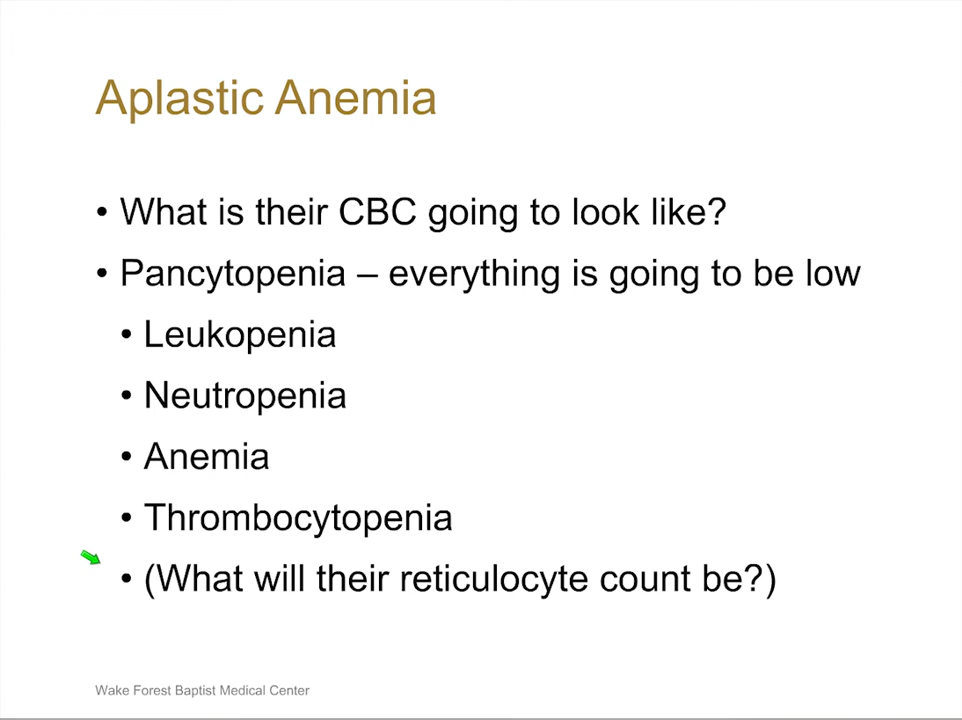 Aplastic Anemia
• What is their CBC going to look like?
• Pancytopenia – everything is going to be low
• Leukopenia
• Neutropenia
• Anemia
• Thrombocytopenia
• (What will their reticulocyte count be?)
Wake Forest Baptist Medical Center